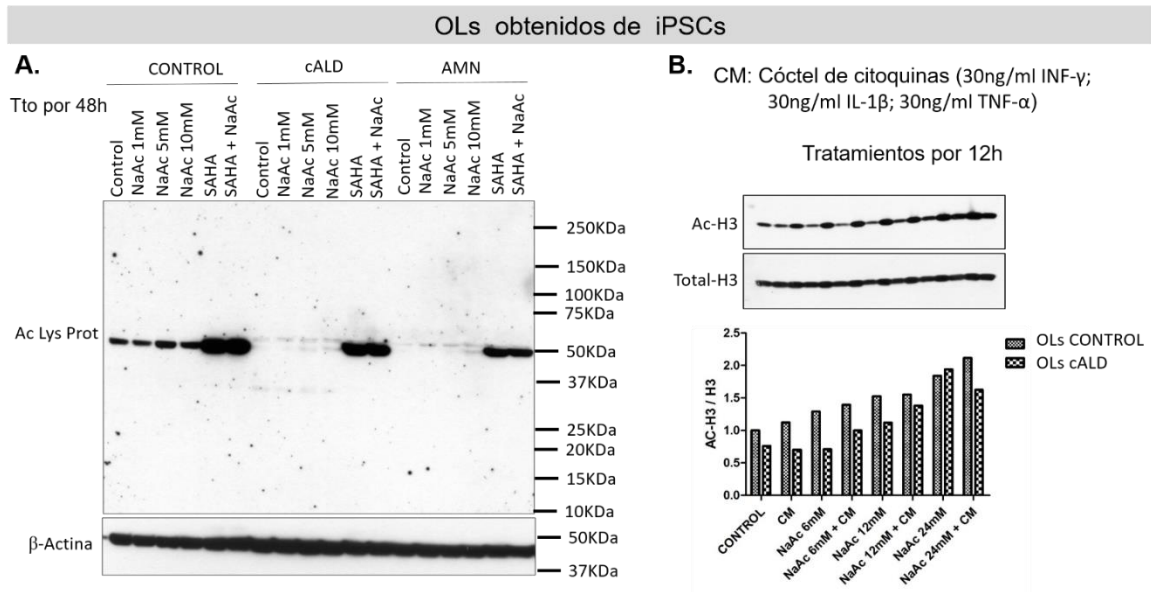 OLs obtenidos de iPSCs
A.
CONTROL
cALD
AMN
Tto por 48h
Control
NaAc 1mM
NaAc 5mM
NaAc 10mM
SAHA
SAHA + NaAc
Control
NaAc 1mM
NaAc 5mM
NaAc 10mM
SAHA
SAHA + NaAc
Control
NaAc 1mM
NaAc 5mM
NaAc 10mM
SAHA
SAHA + NaAc
250KDa
150KDa
100KDa
75KDa
Ac Lys Prot
50KDa
37KDa
25KDa
20KDa
15KDa
10KDa
β-Actina
50KDa
37KDa
B.
CM: Cóctel de citoquinas (30ng/ml INF-γ;
30ng/ml IL-1β; 30ng/ml TNF-α)
Tratamientos por 12h
Ac-H3
Total-H3
AC-H3 / H3
2.5
2.0
1.5
1.0
0.5
0.0
OLs CONTROL
OLs cALD
CONTROL
CM
NaAc 6mM
NaAc 6mM + CM
NaAc 12mM
NaAc 12mM + CM
NaAc 24mM
NaAc 24mM + CM